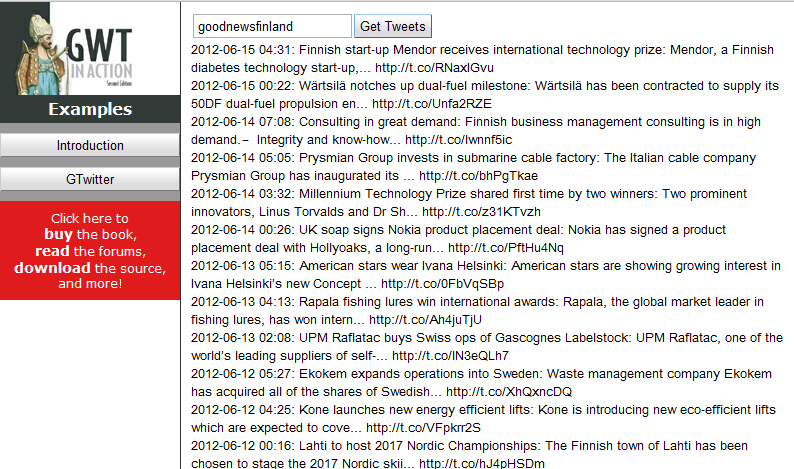 GWT
IN ACTION
Second Edition
Examples
Introduction
GTwitter
Click here to
buy the book,
read the forums,
download the source,
and more!
goodnewsfinland Get Tweets
2012-06-15 04:31: Finnish start-up Mendor receives international technology prize: Mendor, a Finnish
diabetes technology start-up,... http://t.co/RNaxlGvu
2012-06-15 00:22: Wärtsilä notches up dual-fuel milestone: Wärtsilä has been contracted to supply its
50DF dual-fuel propulsion en... http://t.co/Unfa2RZE
2012-06-14 07:08: Consulting in great demand: Finnish business management consulting is in high
demand.– Integrity and know-how... http://t.co/lwnnf5ic
2012-06-14 05:05: Prysmian Group invests in submarine cable factory: The Italian cable company
Prysmian Group has inaugurated its ... http://t.co/bhPgTkae
2012-06-14 03:32: Millennium Technology Prize shared first time by two winners: Two prominent
innovators, Linus Torvalds and Dr Sh... http://t.co/z31KTvzh
2012-06-14 00:26: UK soap signs Nokia product placement deal: Nokia has signed a product
placement deal with Hollyoaks, a long-run... http://t.co/PftHu4Nq
2012-06-13 05:15: American stars wear Ivana Helsinki: American stars are showing growing interest in
Ivana Helsinki's new Concept ... http://t.co/0FbVqSBp
2012-06-13 04:13: Rapala fishing lures win international awards: Rapala, the global market leader in
fishing lures, has won intern... http://t.co/Ah4juTjU
2012-06-13 02:08: UPM Raflatac buys Swiss ops of Gascognes Labelstock: UPM Raflatac, one of the
world's leading suppliers of self-... http://t.co/lN3eQLh7
2012-06-12 05:27: Ekokem expands operations into Sweden: Waste management company Ekokem
has acquired all of the shares of Swedish... http://t.co/XhQxncDQ
2012-06-12 04:25: Kone launches new energy efficient lifts: Kone is introducing new eco-efficient lifts
which are expected to cove... http://t.co/VFpkrr2S
2012-06-12 00:16: Lahti to host 2017 Nordic Championships: The Finnish town of Lahti has been
chosen to stage the 2017 Nordic skii... http://t.co/hJ4pHSDm